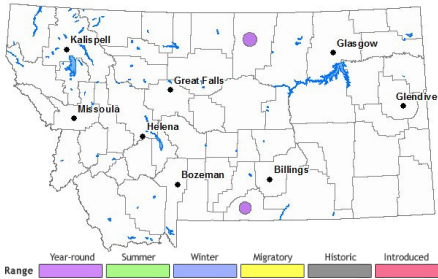 Kalispell
Glasgow
Great Falls
Glendive
Missoula
Helena
Bozeman
Billings
Year-round Summer Winter Migratory Historic Introduced
Range